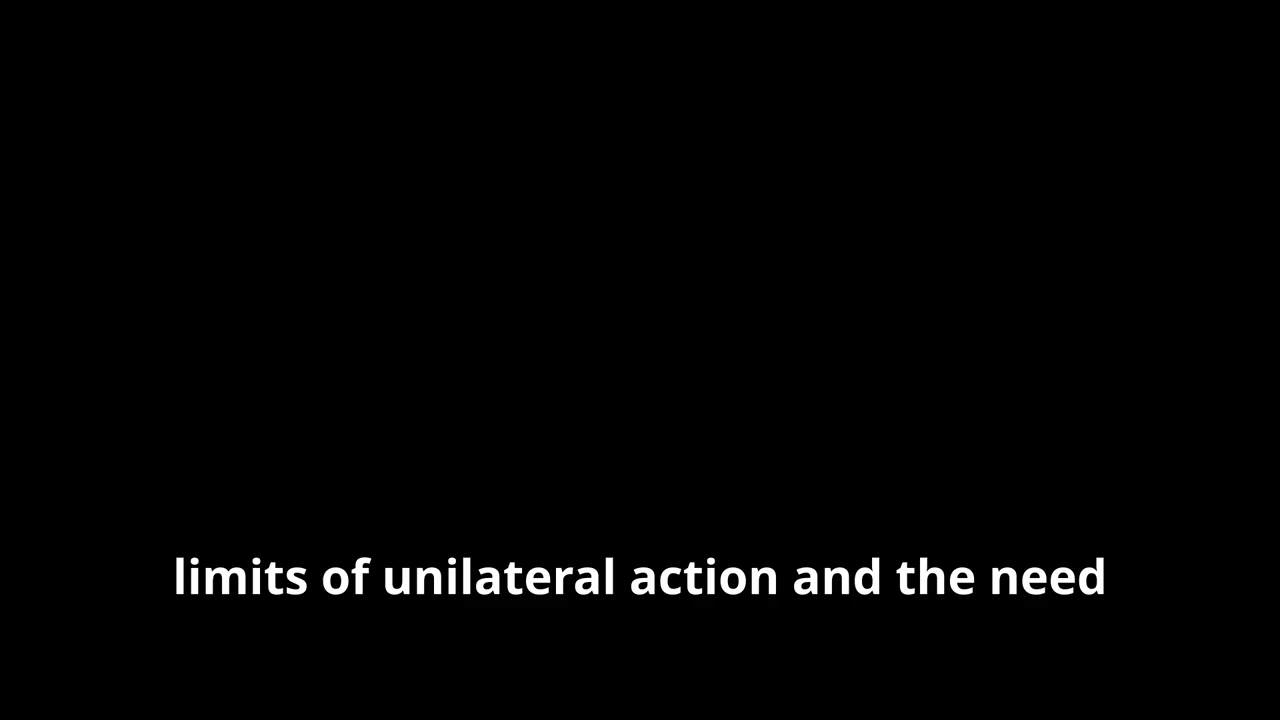 limits of unilateral action and the need